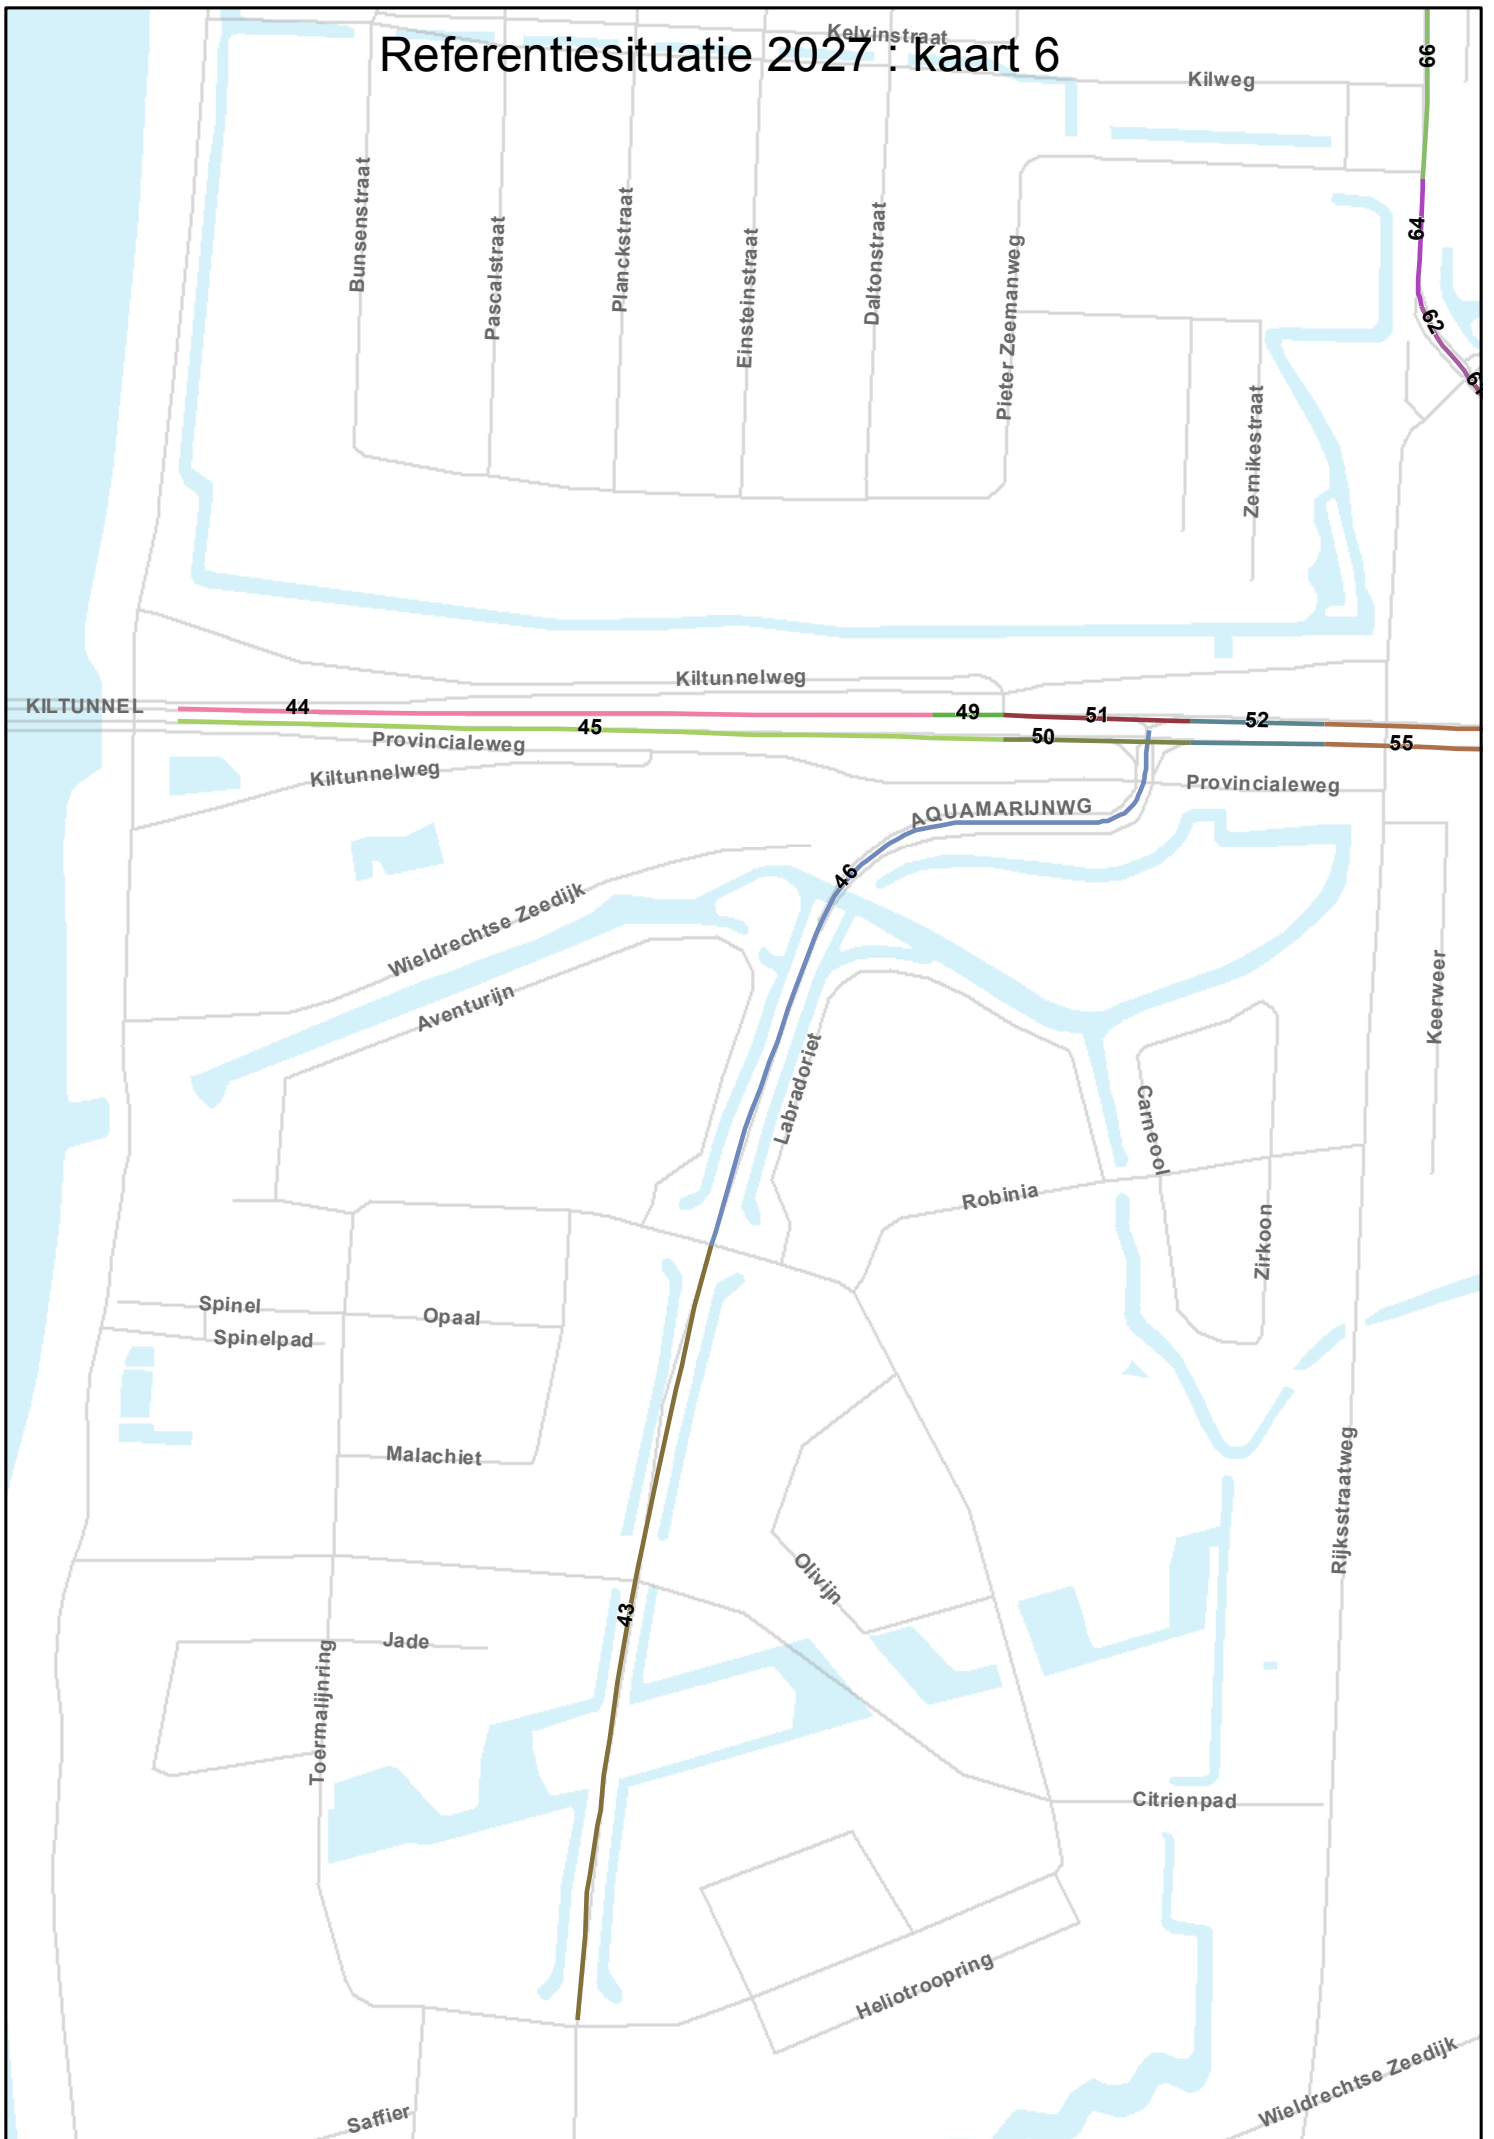 Kelvinstraat
Referentiesituatie 2027 : kaart 6
66
Kilweg
Bunsenstraat
Pascalstraat
Planckstraat
Einsteinstraat
Daltonstraat
Pieter Zeemanweg
Zernikestraat
64
62
Kiltunnelweg
KILTUNNEL
44
49
51
52
45
50
55
Provincialeweg
Kiltunnelweg
Provincialeweg
AQUAMARIJNWG
46
Wieldrechtse Zeedijk
Aventurijn
Labradoriet
Keerweer
Carneool
Robinia
Zirkoon
Spinel
Opaal
Spinelpad
Malachiet
Rijksstraatweg
Olivijn
43
Jade
Toermalijnring
Citrienpad
Heliotroopring
Wieldrechtse Zeedijk
Saffier